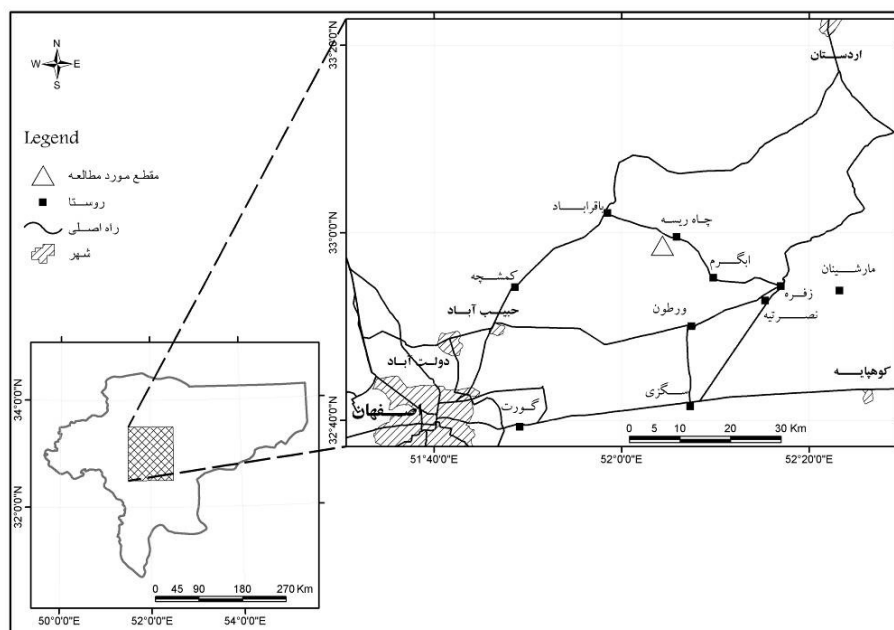 N
W E
S
Legend
مقطع مورد مطالعه
روستا
راه اصلی
شهر
33°20'0"N
33°0'0"N
32°40'0"N
اردستان
باقرآباد
چاه ریسه
ابگرم
مارشینان
زفره
نصرتیه
کمشچه
ورطون
حبیب آباد
دولت آباد
کوهپایه
سگزی
اصفهان
گورت
0 5 10 20 30 Km
51°40'0"E 52°0'0"E 52°20'0"E
34°0'0"N
32°0'0"N
0 45 90 180 270 Km
50°0'0"E 52°0'0"E 54°0'0"E